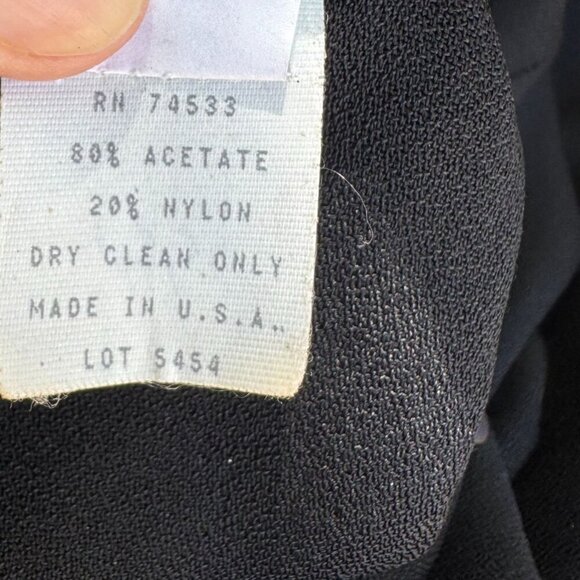 RN 74533
80% ACETATE
20% NYLON
DRY CLEAN ONLY
MADE IN U.S.A.
LOT 5454